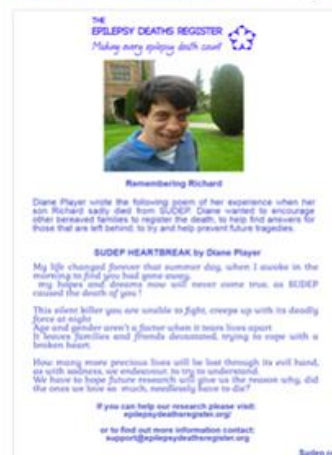 THE
EPILEPSY DEATHS REGISTER
Making every epilepsy death count
Remembering Richard
Diane Player wrote the following poem of her experience when her
son Richard sadly died from SUDEP. Diane wanted to encourage
other bereaved families to register the death, to help find answers for
those that are left behind, to try and help prevent future tragedies.
SUDEP HEARTBREAK by Diane Player
My life changed forever that summer day, when I awoke in the
morning to find you had gone away,
my hopes and dreams now will never come true, as SUDEP
caused the death of you !
This silent killer you are unable to fight, creeps up with its deadly
force at night
Age and gender aren't a factor when it tears lives apart
It leaves families and friends devastated, trying to cope with a
broken heart.
How many more precious lives will be lost through its evil hand,
as with sadness, we endeavour, to try to understand.
We have to hope future research will give us the reason why, did
the ones we love so much, needlessly have to die?
If you can help our research please visit:
epilepsydeathsregister.org/
or to find out more information contact:
support@epilepsydeathsregister.org